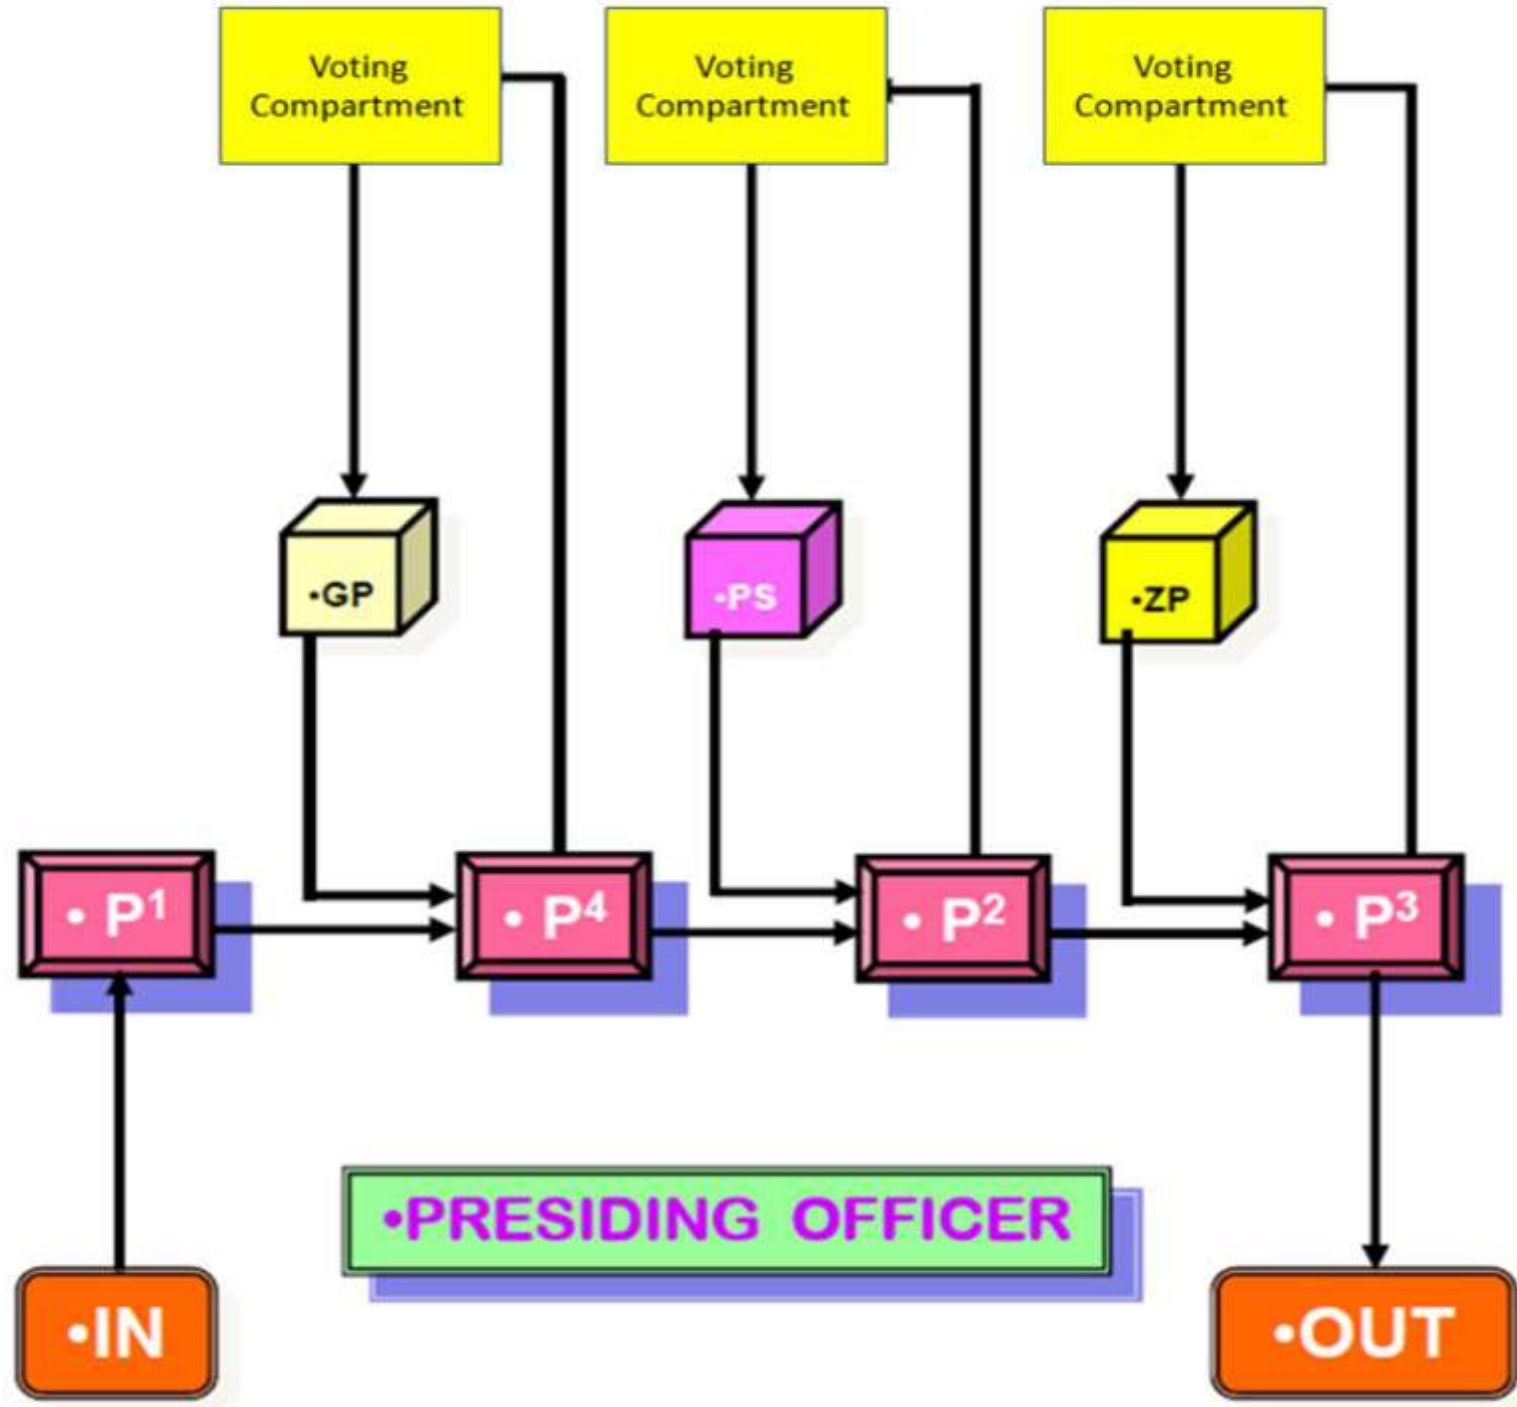 Voting
Compartment
Voting
Compartment
Voting
Compartment
•GP
•PS
•ZP
• P¹
• P⁴
• P²
• P³
•PRESIDING OFFICER
•IN
•OUT